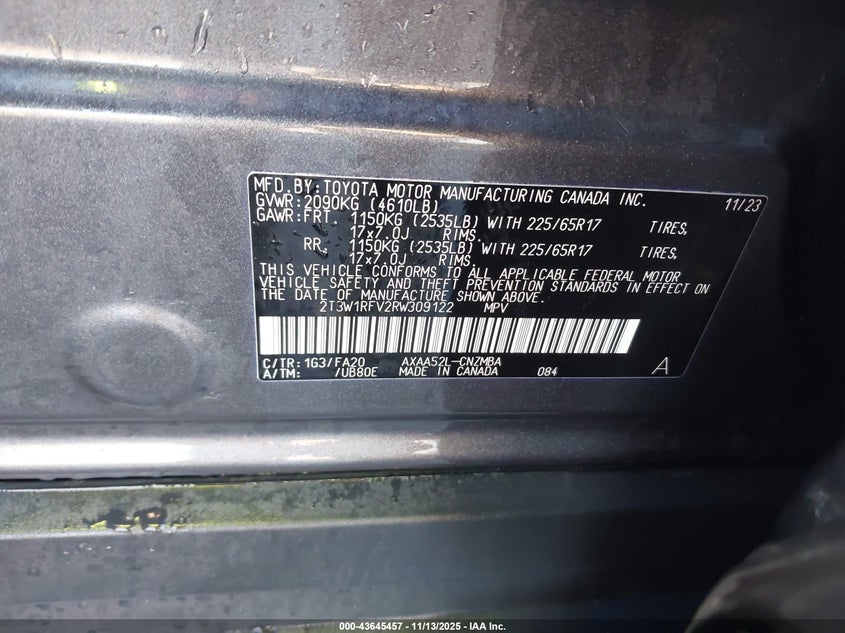 MFD. BY: TOYOTA MOTOR MANUFACTURING CANADA INC. 11/23
GVWR: 2090KG (4610LB)
GAWR: FRT. 1150KG (2535LB) WITH 225/65R17 TIRES,
17x7.0J RIMS.
RR. 1150KG (2535LB) WITH 225/65R17 TIRES,
17x7.0J RIMS.
THIS VEHICLE CONFORMS TO ALL APPLICABLE FEDERAL MOTOR
VEHICLE SAFETY AND THEFT PREVENTION STANDARDS IN EFFECT ON
THE DATE OF MANUFACTURE SHOWN ABOVE.
2T3W1RFV2RW309122 MPV
C/TR: 1G3/FA20 AXAA52L-CNZMBA
A/TM: /UB80E MADE IN CANADA 084 A
000-43645457 - 11/13/2025 - IAA Inc.